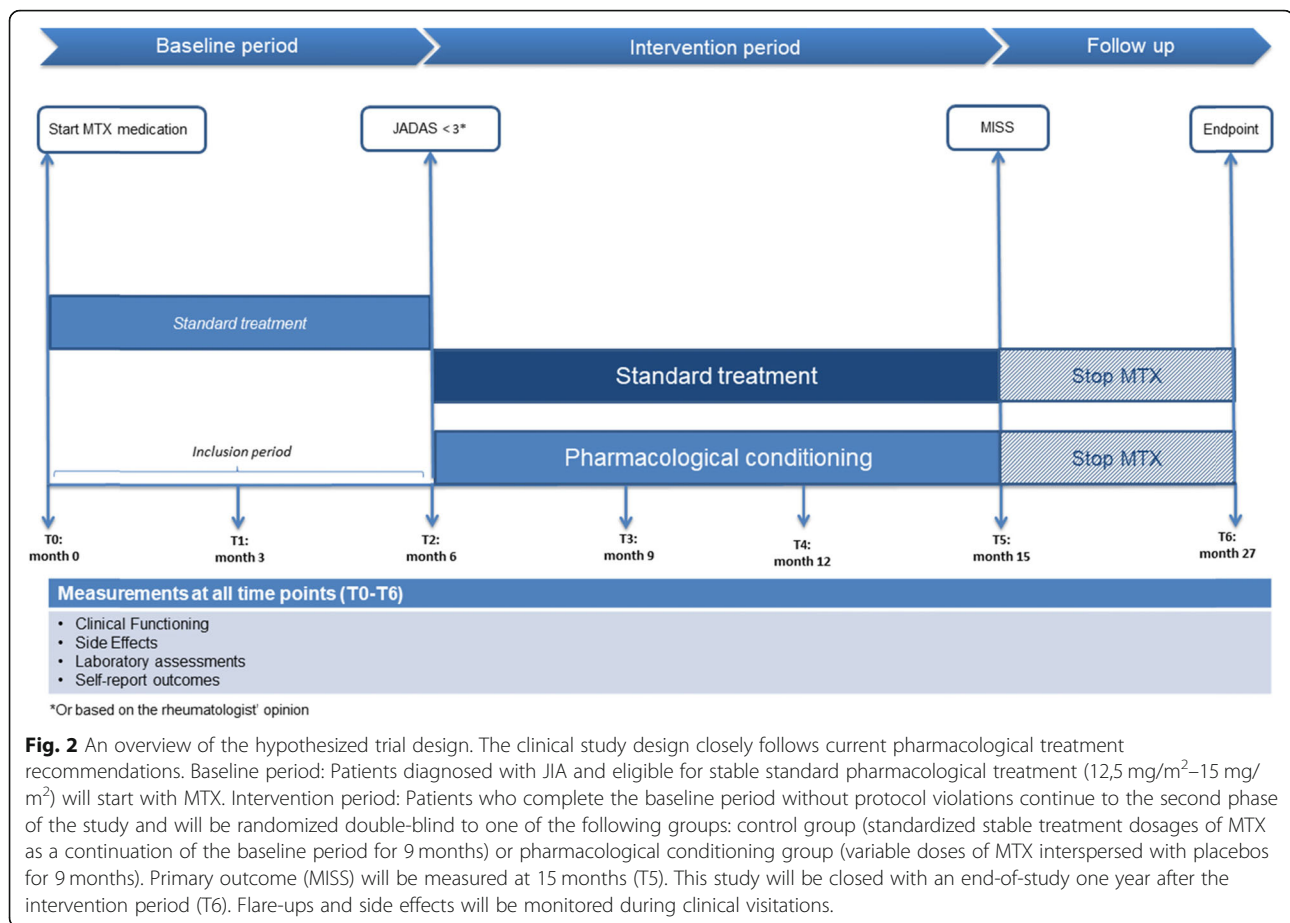 Baseline period
Intervention period
Follow up
Start MTX medication
JADAS <3*
MISS
Endpoint
Standard treatment
Standard treatment
Stop MTX
Inclusion period
Pharmacological conditioning
Stop MTX
T0:
month 0
T1:
month 3
T2:
month 6
T3:
month 9
T4:
month 12
T5:
month 15
T6:
month 27
Measurements at all time points (T0-T6)
• Clinical Functioning
• Side Effects
• Laboratory assessments
• Self-report outcomes
*Or based on the rheumatologist' opinion
Fig. 2 An overview of the hypothesized trial design. The clinical study design closely follows current pharmacological treatment
recommendations. Baseline period: Patients diagnosed with JIA and eligible for stable standard pharmacological treatment (12,5 mg/m²–15 mg/
m²) will start with MTX. Intervention period: Patients who complete the baseline period without protocol violations continue to the second phase
of the study and will be randomized double-blind to one of the following groups: control group (standardized stable treatment dosages of MTX
as a continuation of the baseline period for 9 months) or pharmacological conditioning group (variable doses of MTX interspersed with placebos
for 9 months). Primary outcome (MISS) will be measured at 15 months (T5). This study will be closed with an end-of-study one year after the
intervention period (T6). Flare-ups and side effects will be monitored during clinical visitations.